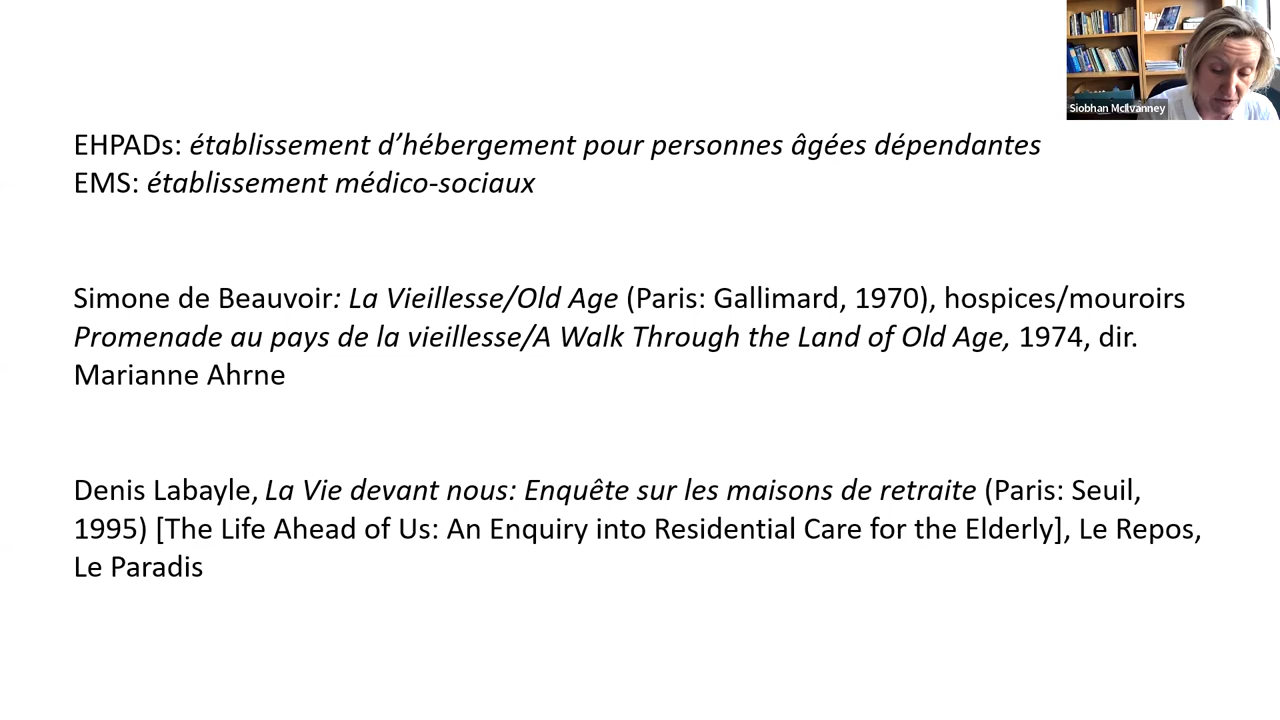 Siobhan McIlvanney
EHPADs: établissement d’hébergement pour personnes âgées dépendantes
EMS: établissement médico-sociaux
Simone de Beauvoir: La Vieillesse/Old Age (Paris: Gallimard, 1970), hospices/mouroirs
Promenade au pays de la vieillesse/A Walk Through the Land of Old Age, 1974, dir.
Marianne Ahrne
Denis Labayle, La Vie devant nous: Enquête sur les maisons de retraite (Paris: Seuil,
1995) [The Life Ahead of Us: An Enquiry into Residential Care for the Elderly], Le Repos,
Le Paradis